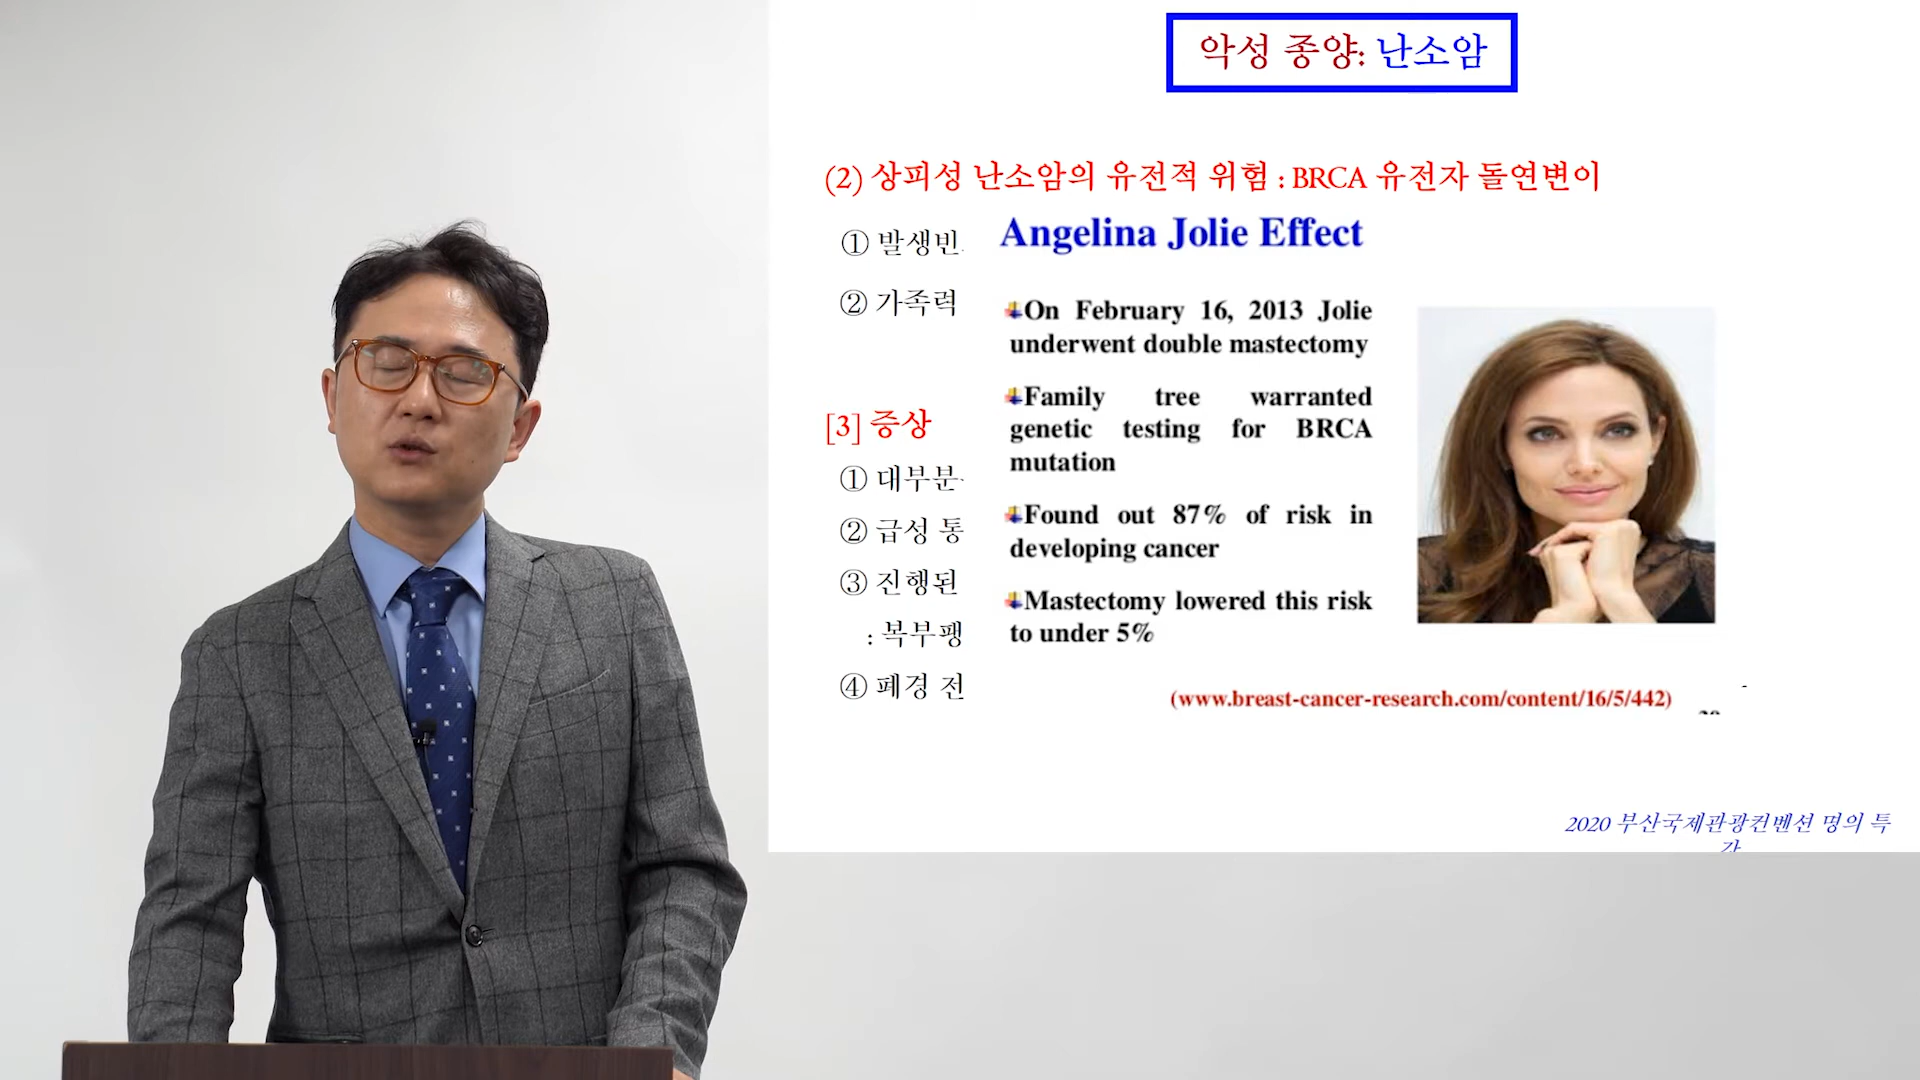 악성 종양: 난소암
(2) 상피성 난소암의 유전적 위험 : BRCA 유전자 돌연변이
① 발생빈
② 가족력
[3] 증상
① 대부분
② 급성 통
③ 진행된
: 복부팽
④ 폐경 전
Angelina Jolie Effect
On February 16, 2013 Jolie
underwent double mastectomy
Family tree warranted
genetic testing for BRCA
mutation
Found out 87% of risk in
developing cancer
Mastectomy lowered this risk
to under 5%
(www.breast-cancer-research.com/content/16/5/442)
2020 부산국제관광컨벤션 명의 특